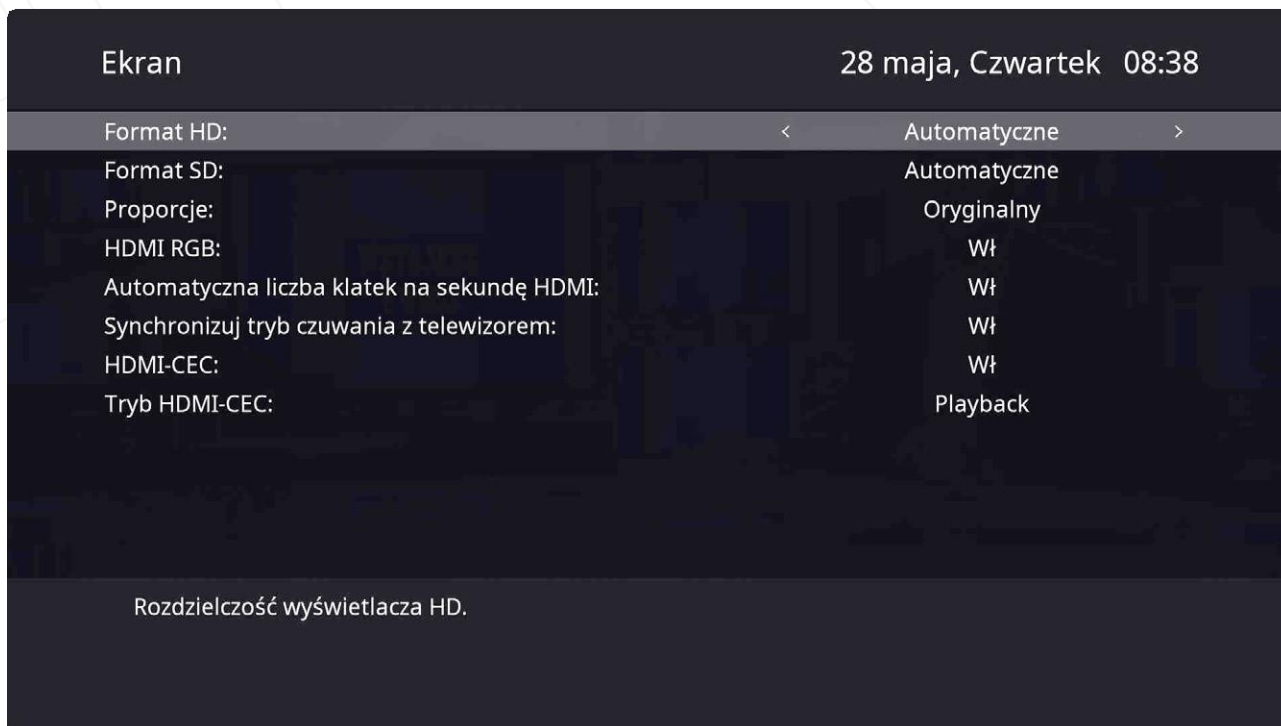 Ekran 28 maja, Czwartek 08:38
Format HD: < Automatyczne >
Format SD: Automatyczne
Proporcje: Oryginalny
HDMI RGB: Wł
Automatyczna liczba klatek na sekundę HDMI: Wł
Synchronizuj tryb czuwania z telewizorem: Wł
HDMI-CEC: Wł
Tryb HDMI-CEC: Playback
Rozdzielczość wyświetlacza HD.